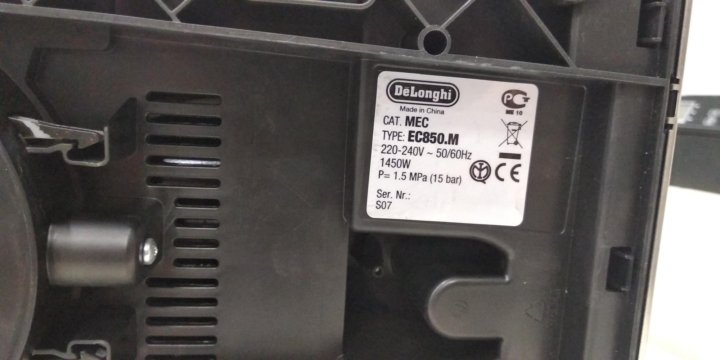 DeLonghi
Made in China
CAT. MEC
TYPE: EC850.M
220-240V ~ 50/60Hz
1450W
P= 1.5 MPa (15 bar)
Ser. Nr.:
S07
ME 10
CE